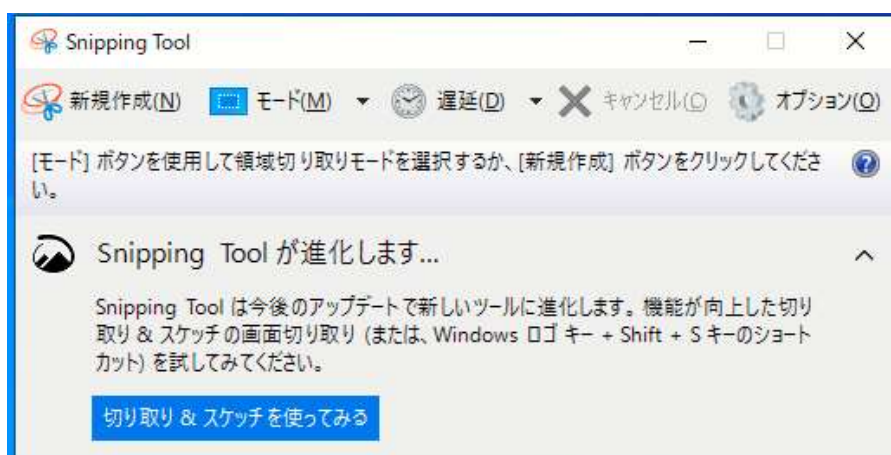 Snipping Tool
新規作成(N) モード(M) 遅延(D) キャンセル(C) オプション(O)
[モード] ボタンを使用して領域切り取りモードを選択するか、[新規作成] ボタンをクリックしてくださ
い。
Snipping Tool が進化します...
Snipping Tool は今後のアップデートで新しいツールに進化します。機能が向上した切り
取り & スケッチの画面切り取り (または、Windows ロゴ キー + Shift + S キーのショート
カット) を試してみてください。
切り取り & スケッチを使ってみる